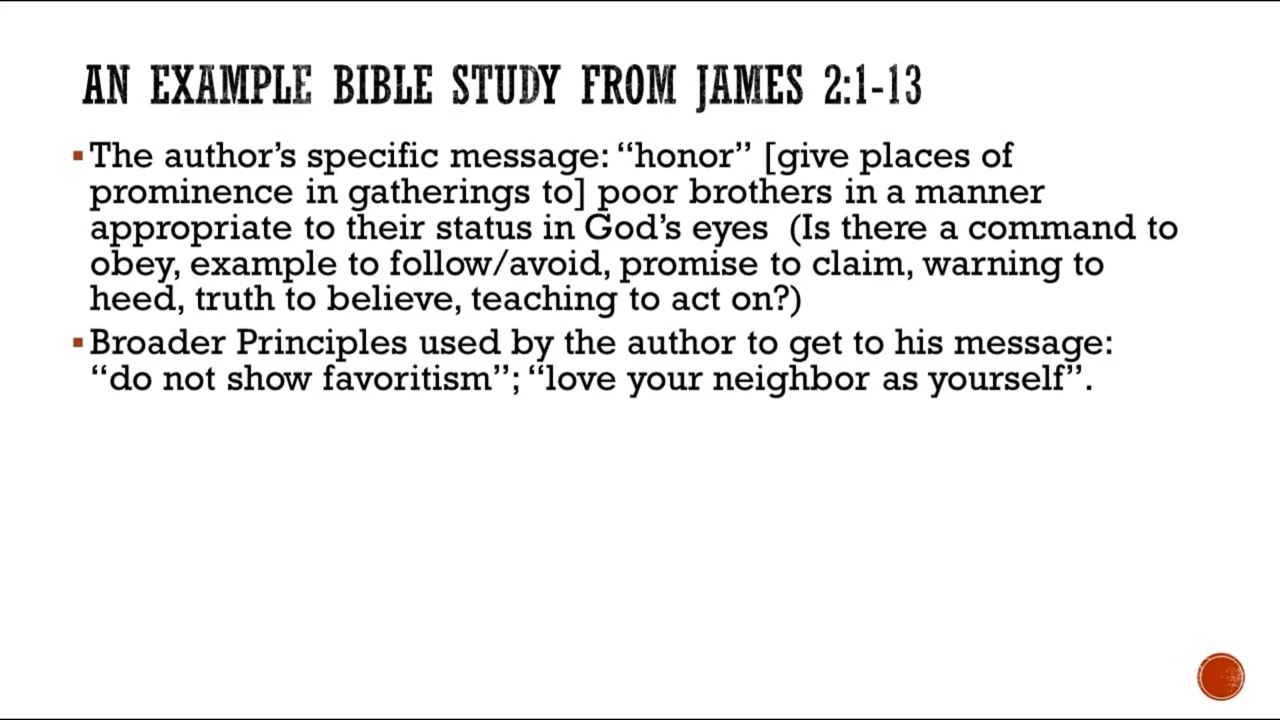 AN EXAMPLE BIBLE STUDY FROM JAMES 2:1-13
▪The author’s specific message: “honor” [give places of
prominence in gatherings to] poor brothers in a manner
appropriate to their status in God’s eyes  (Is there a command to
obey, example to follow/avoid, promise to claim, warning to
heed, truth to believe, teaching to act on?)
▪Broader Principles used by the author to get to his message:
“do not show favoritism”; “love your neighbor as yourself”.